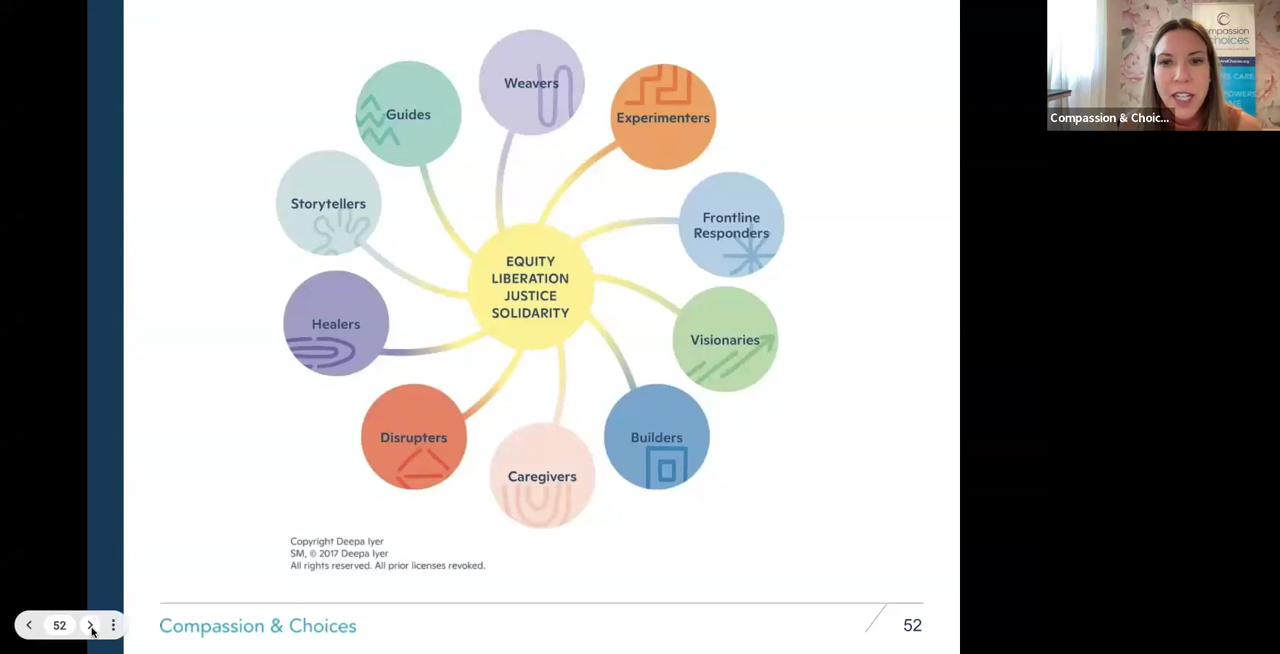 Weavers
Guides
Experimenters
Storytellers
Frontline
Responders
EQUITY
LIBERATION
JUSTICE
SOLIDARITY
Healers
Visionaries
Disrupters
Builders
Caregivers
Copyright Deepa Iyer
SM, © 2017 Deepa Iyer
All rights reserved. All prior licenses revoked.
Compassion & Choices
52
52
Compassion & Choic...
choices